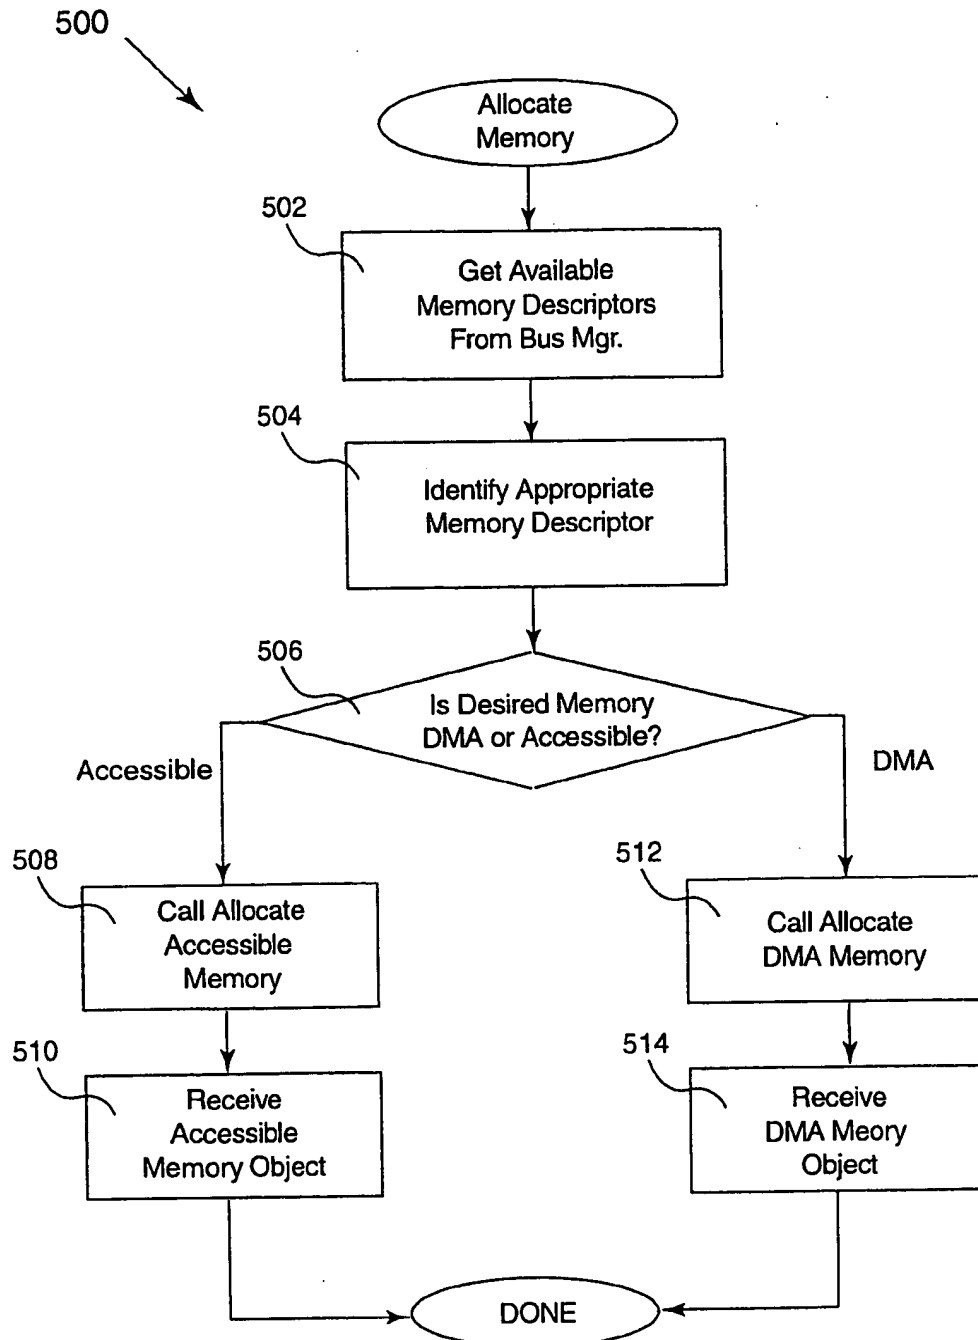 500
Allocate
Memory
502
Get Available
Memory Descriptors
From Bus Mgr.
504
Identify Appropriate
Memory Descriptor
506
Is Desired Memory
DMA or Accessible?
Accessible
DMA
508
Call Allocate
Accessible
Memory
512
Call Allocate
DMA Memory
510
Receive
Accessible
Memory Object
514
Receive
DMA Meory
Object
DONE